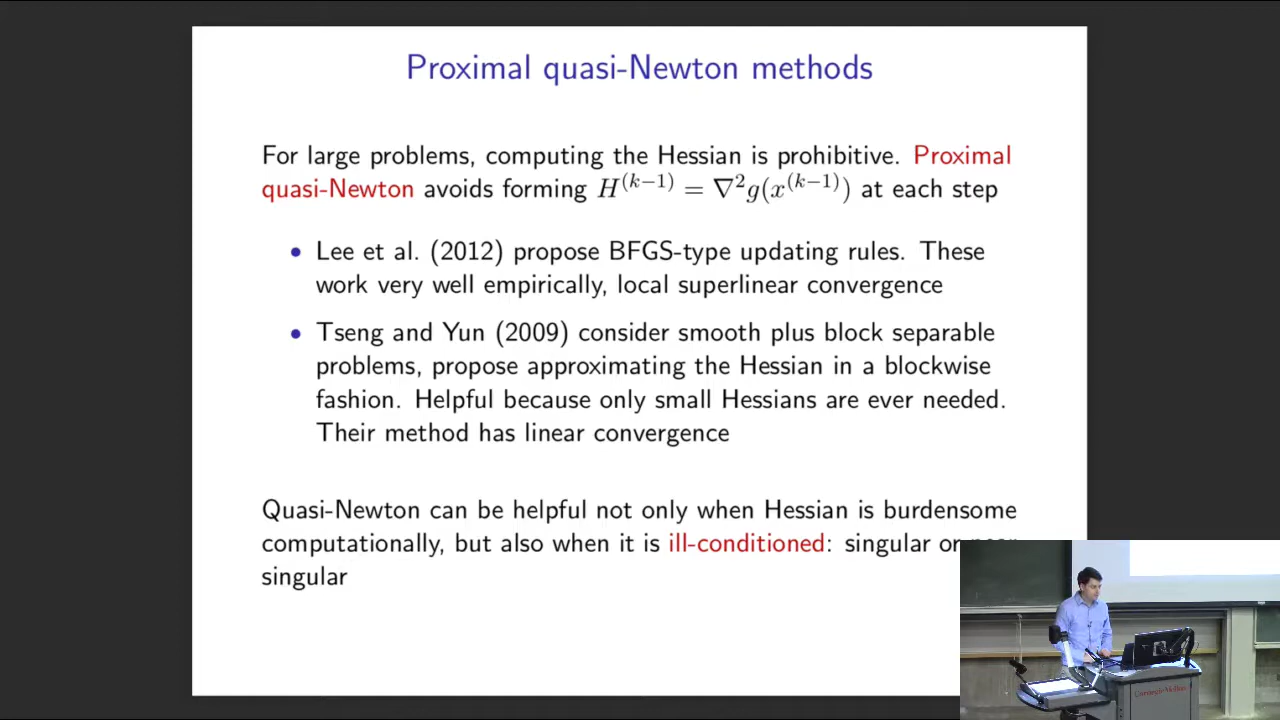 Proximal quasi-Newton methods
For large problems, computing the Hessian is prohibitive. Proximal
quasi-Newton avoids forming H^(k−1) = ∇²g(x^(k−1)) at each step
• Lee et al. (2012) propose BFGS-type updating rules. These
work very well empirically, local superlinear convergence
• Tseng and Yun (2009) consider smooth plus block separable
problems, propose approximating the Hessian in a blockwise
fashion. Helpful because only small Hessians are ever needed.
Their method has linear convergence
Quasi-Newton can be helpful not only when Hessian is burdensome
computationally, but also when it is ill-conditioned: singular or near
singular
Carnegie Mellon